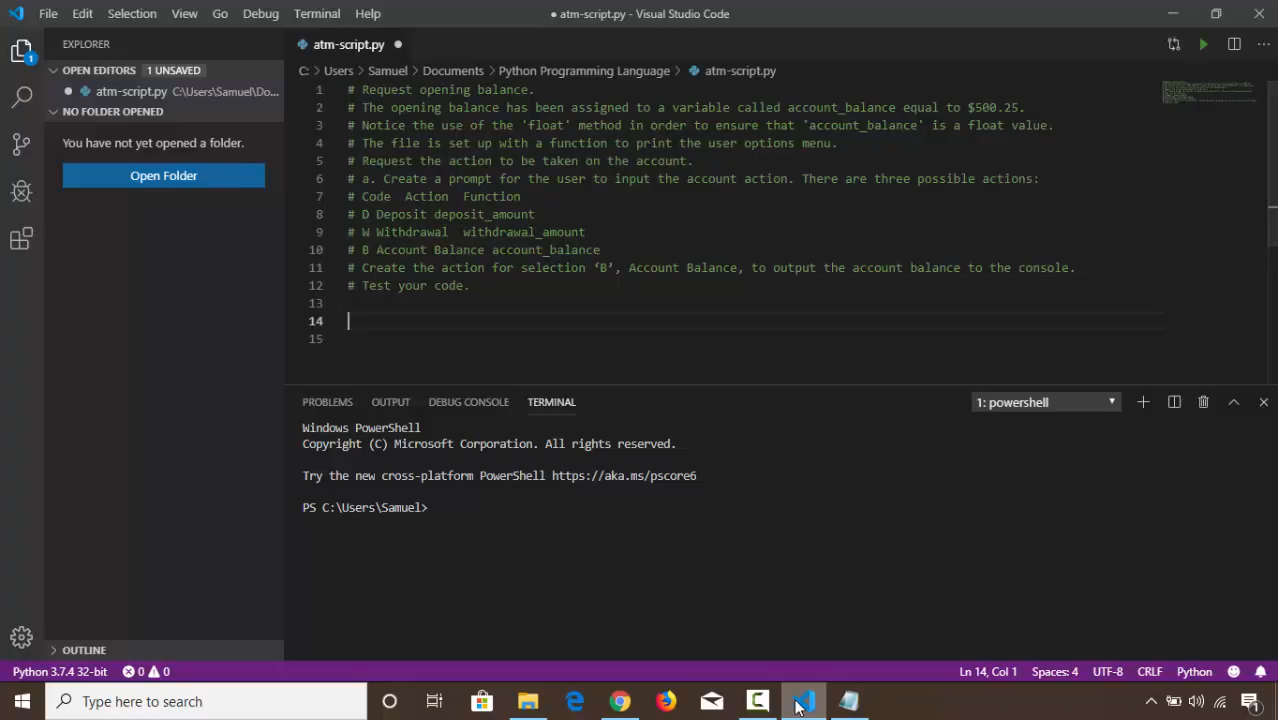 File Edit Selection View Go Debug Terminal Help
● atm-script.py - Visual Studio Code
EXPLORER
OPEN EDITORS 1 UNSAVED
● atm-script.py C:\Users\Samuel\Do...
NO FOLDER OPENED
You have not yet opened a folder.
Open Folder
OUTLINE
1
atm-script.py ●
C: > Users > Samuel > Documents > Python Programming Language > atm-script.py
1 # Request opening balance.
2 # The opening balance has been assigned to a variable called account_balance equal to $500.25.
3 # Notice the use of the 'float' method in order to ensure that 'account_balance' is a float value.
4 # The file is set up with a function to print the user options menu.
5 # Request the action to be taken on the account.
6 # a. Create a prompt for the user to input the account action. There are three possible actions:
7 # Code  Action  Function
8 # D Deposit deposit_amount
9 # W Withdrawal  withdrawal_amount
10 # B Account Balance account_balance
11 # Create the action for selection ‘B’, Account Balance, to output the account balance to the console.
12 # Test your code.
13
14
15
PROBLEMS OUTPUT DEBUG CONSOLE TERMINAL
1: powershell
Windows PowerShell
Copyright (C) Microsoft Corporation. All rights reserved.
Try the new cross-platform PowerShell https://aka.ms/pscore6
PS C:\Users\Samuel>
Python 3.7.4 32-bit 0 0
Ln 14, Col 1 Spaces: 4 UTF-8 CRLF Python
Type here to search
1